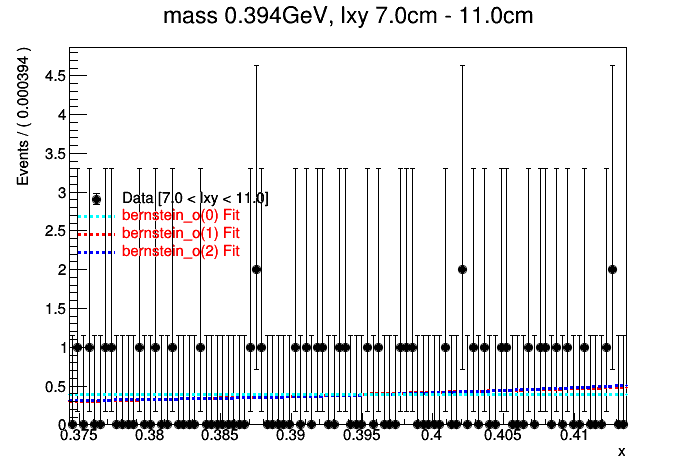 mass 0.394GeV, lxy 7.0cm - 11.0cm
Events / ( 0.000394 )
4.5
4
3.5
3
2.5
2
1.5
1
0.5
0
Data [7.0 < lxy < 11.0]
bernstein_o(0) Fit
bernstein_o(1) Fit
bernstein_o(2) Fit
0.375 0.38 0.385 0.39 0.395 0.4 0.405 0.41
x